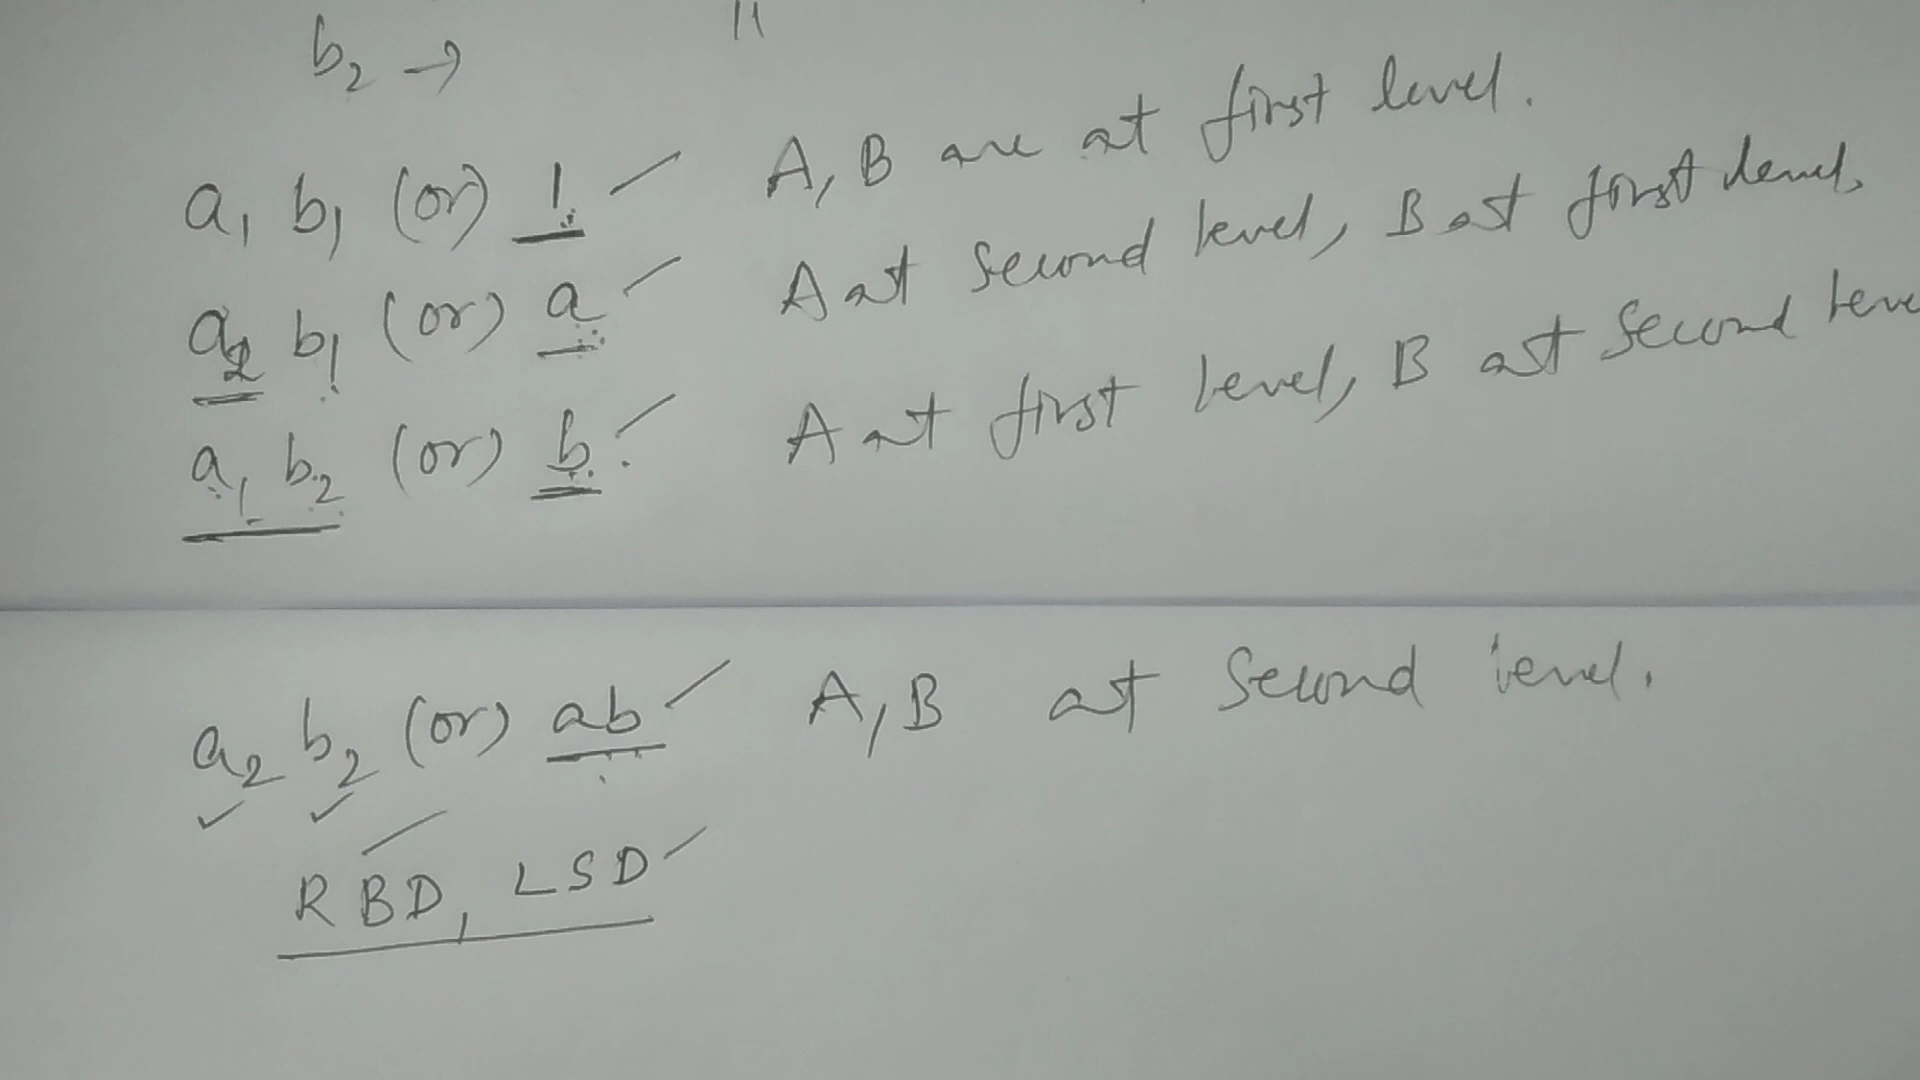 b₂ → "
a₁ b₁ (or) 1 A, B are at first level.
a₂ b₁ (or) a A at second level, B at first level,
a₁ b₂ (or) b A at first level, B at second leve
a₂ b₂ (or) ab A, B at second level.
RBD, LSD